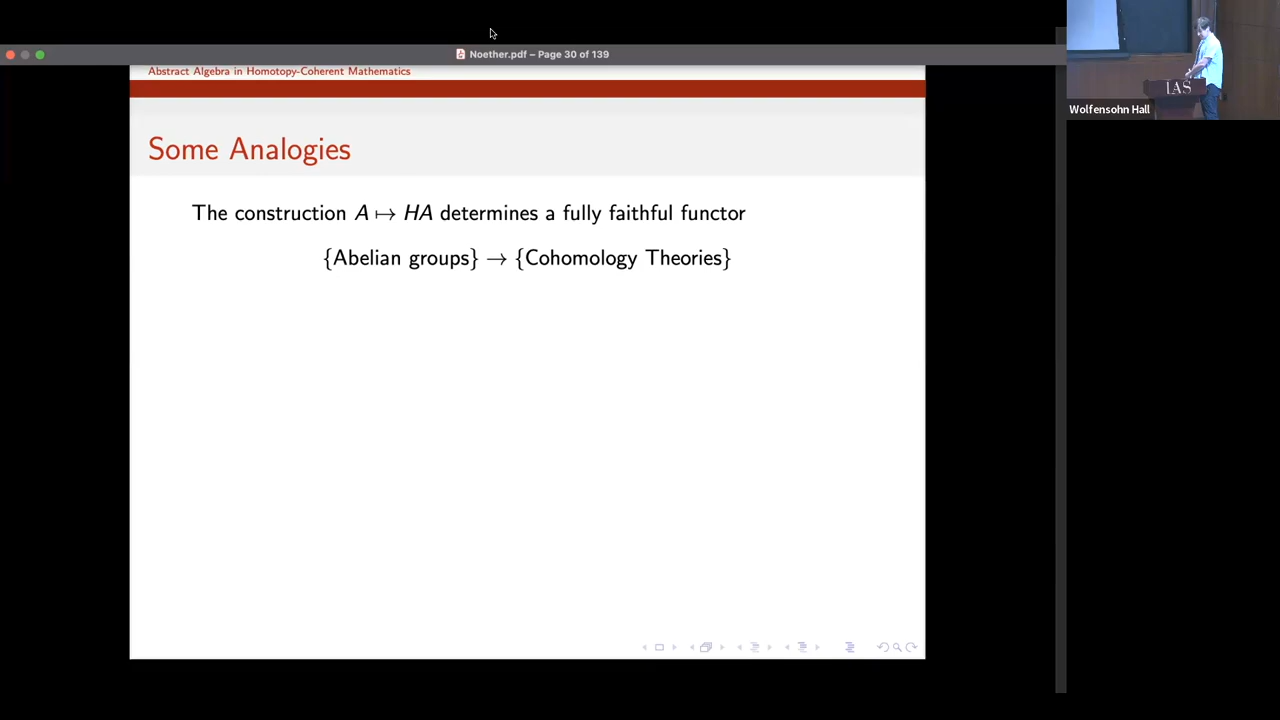 Noether.pdf – Page 30 of 139
Abstract Algebra in Homotopy-Coherent Mathematics
Some Analogies
The construction A ↦ HA determines a fully faithful functor
{Abelian groups} → {Cohomology Theories}
IAS
Wolfensohn Hall